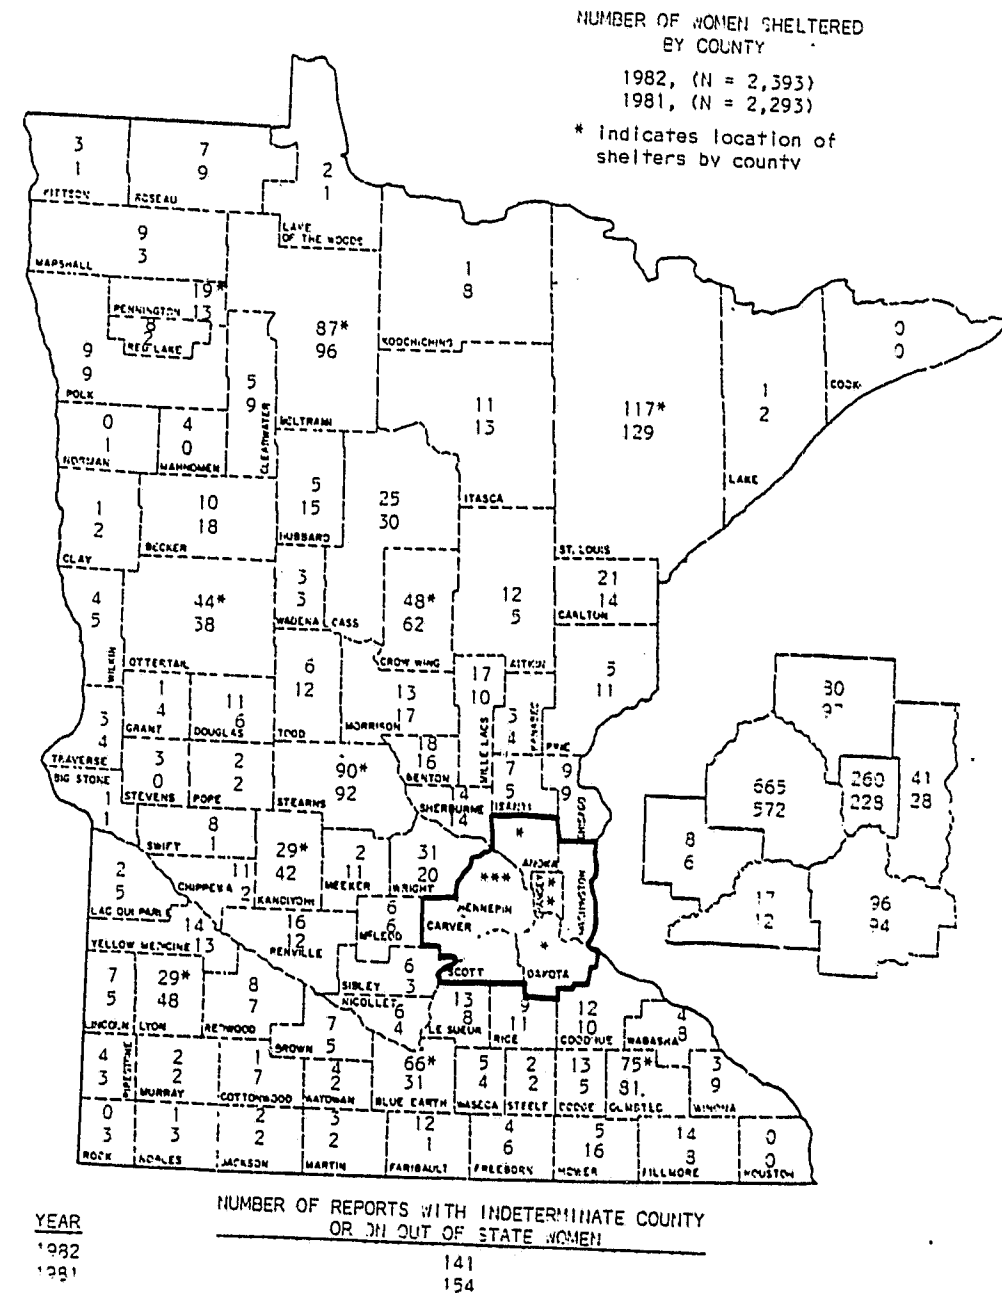 NUMBER OF WOMEN SHELTERED
BY COUNTY
1982, (N = 2,393)
1981, (N = 2,293)
* indicates location of
shelters by county
3
1
KITTSON
7
9
ROSEAU
2
1
LAKE
OF THE WOODS
9
3
MARSHALL
1
8
KOOCHICHING
19*
13
PENNINGTON
8
2
RED LAKE
87*
96
BELTRAMI
9
9
POLK
5
9
CLEARWATER
0
0
COOK
1
2
LAKE
117*
129
ST. LOUIS
11
13
ITASCA
0
1
NORMAN
4
0
MAHNOMEN
1
2
CLAY
10
18
BECKER
5
15
HUBBARD
25
30
CASS
21
14
CARLTON
4
5
WILKIN
44*
38
OTTERTAIL
3
3
WADENA
48*
62
CROW WING
12
5
AITKIN
6
12
TODD
13
17
MORRISON
17
10
MILLE LACS
4
KANABEC
5
11
PINE
3
4
TRAVERSE
1
4
GRANT
11
6
DOUGLAS
BIG STONE
1
1
3
0
STEVENS
2
2
POPE
90*
92
STEARNS
8
16
BENTON
4
14
SHERBURNE
7
5
ISANTI
9
9
CHISAGO
8
1
SWIFT
29*
42
KANDIYOHI
2
11
MEEKER
31
20
WRIGHT
*
ANOKA
***
HENNEPIN
*
*
RAMSEY
WASHINGTON
CARVER
SCOTT
*
DAKOTA
2
5
LAC QUI PARLE
11
2
CHIPPEWA
14
13
YELLOW MEDICINE
16
12
RENVILLE
6
6
McLEOD
6
3
SIBLEY
NICOLLET
6
4
7
5
LINCOLN
29*
48
LYON
8
7
REDWOOD
7
5
BROWN
13
8
LE SUEUR
9
11
RICE
12
10
GOODHUE
4
WABASHA
4
3
PIPESTONE
2
2
MURRAY
1
7
COTTONWOOD
4
2
WATONWAN
66*
31
BLUE EARTH
5
4
WASECA
2
2
STEELE
13
5
DODGE
75*
81
OLMSTED
3
9
WINONA
0
3
ROCK
1
3
NOBLES
2
2
JACKSON
3
2
MARTIN
12
1
FARIBAULT
4
6
FREEBORN
5
16
MOWER
14
FILLMORE
0
0
HOUSTON
665
572
260
228
41
28
8
6
17
12
96
94
NUMBER OF REPORTS WITH INDETERMINATE COUNTY
OR ON OUT OF STATE WOMEN
YEAR
1982
1981
141
154